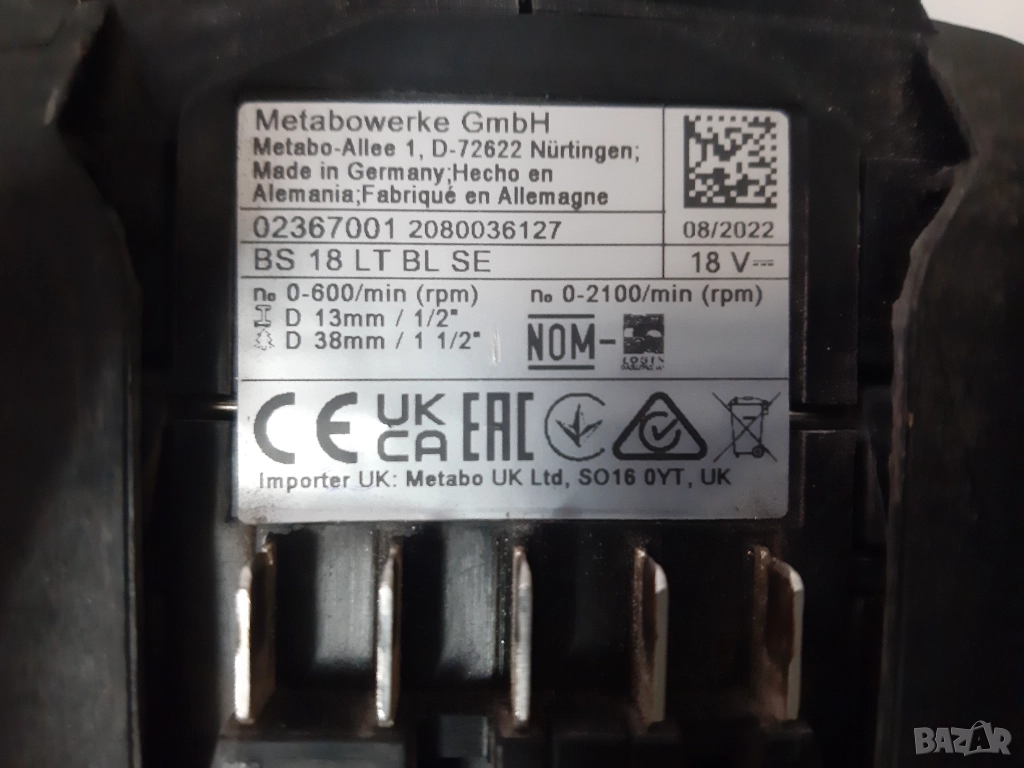 Metabowerke GmbH
Metabo-Allee 1, D-72622 Nürtingen;
Made in Germany;Hecho en
Alemania;Fabriqué en Allemagne
02367001 2080036127
08/2022
BS 18 LT BL SE
18 V
n₀ 0-600/min (rpm)
n₀ 0-2100/min (rpm)
D 13mm / 1/2"
D 38mm / 1 1/2"
NOM-
CE UK CA EAC
Importer UK: Metabo UK Ltd, SO16 0YT, UK
BAZAR